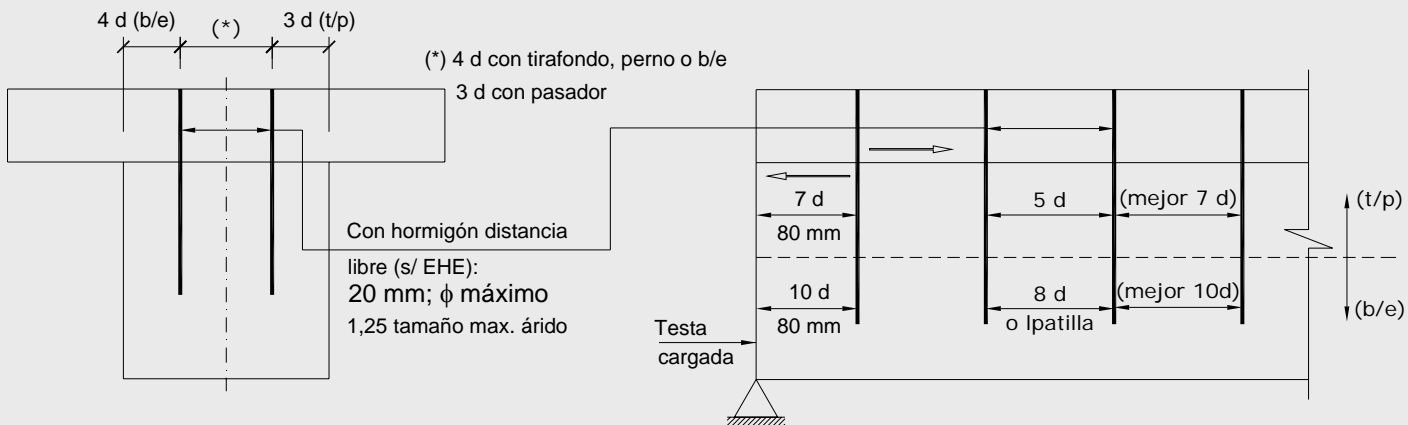 4 d (b/e) (*) 3 d (t/p)
(*) 4 d con tirafondo, perno o b/e
3 d con pasador
Con hormigón distancia
libre (s/ EHE):
20 mm; ϕ máximo
1,25 tamaño max. árido
7 d 5 d (mejor 7 d) (t/p)
80 mm
10 d 8 d (mejor 10d) (b/e)
80 mm o lpatilla
Testa
cargada